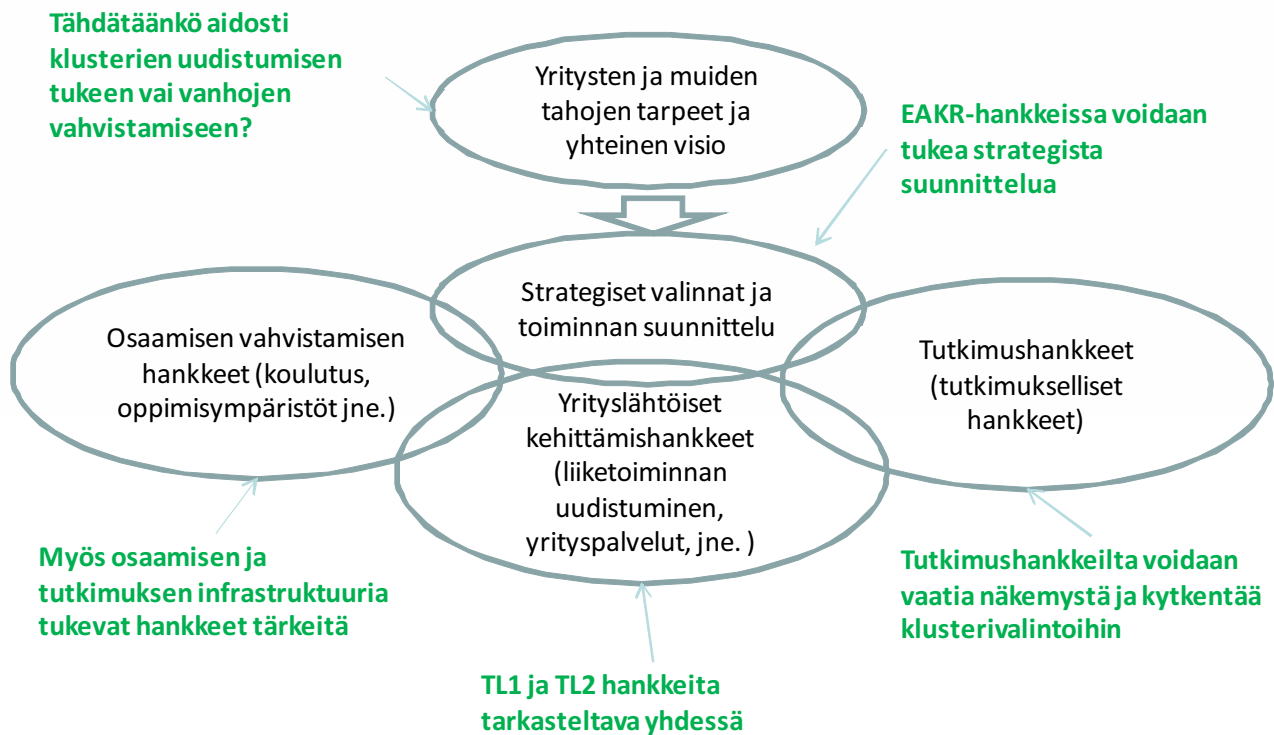 Tähdätäänkö aidosti
klusterien uudistumisen
tukeen vai vanhojen
vahvistamiseen?
Yritysten ja muiden
tahojen tarpeet ja
yhteinen visio
EAKR-hankkeissa voidaan
tukea strategista
suunnittelua
Strategiset valinnat ja
toiminnan suunnittelu
Osaamisen vahvistamisen
hankkeet (koulutus,
oppimisympäristöt jne.)
Yrityslähtöiset
kehittämishankkeet
(liiketoiminnan
uudistuminen,
yrityspalvelut, jne. )
Tutkimushankkeet
(tutkimukselliset
hankkeet)
Myös osaamisen ja
tutkimuksen infrastruktuuria
tukevat hankkeet tärkeitä
TL1 ja TL2 hankkeita
tarkasteltava yhdessä
Tutkimushankkeilta voidaan
vaatia näkemystä ja kytkentää
klusterivalintoihin